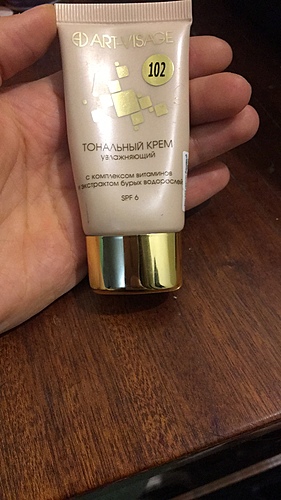 ART-VISAGE
102
ТОНАЛЬНЫЙ КРЕМ
увлажняющий
с комплексом витаминов
и экстрактом бурых водорослей
SPF 6